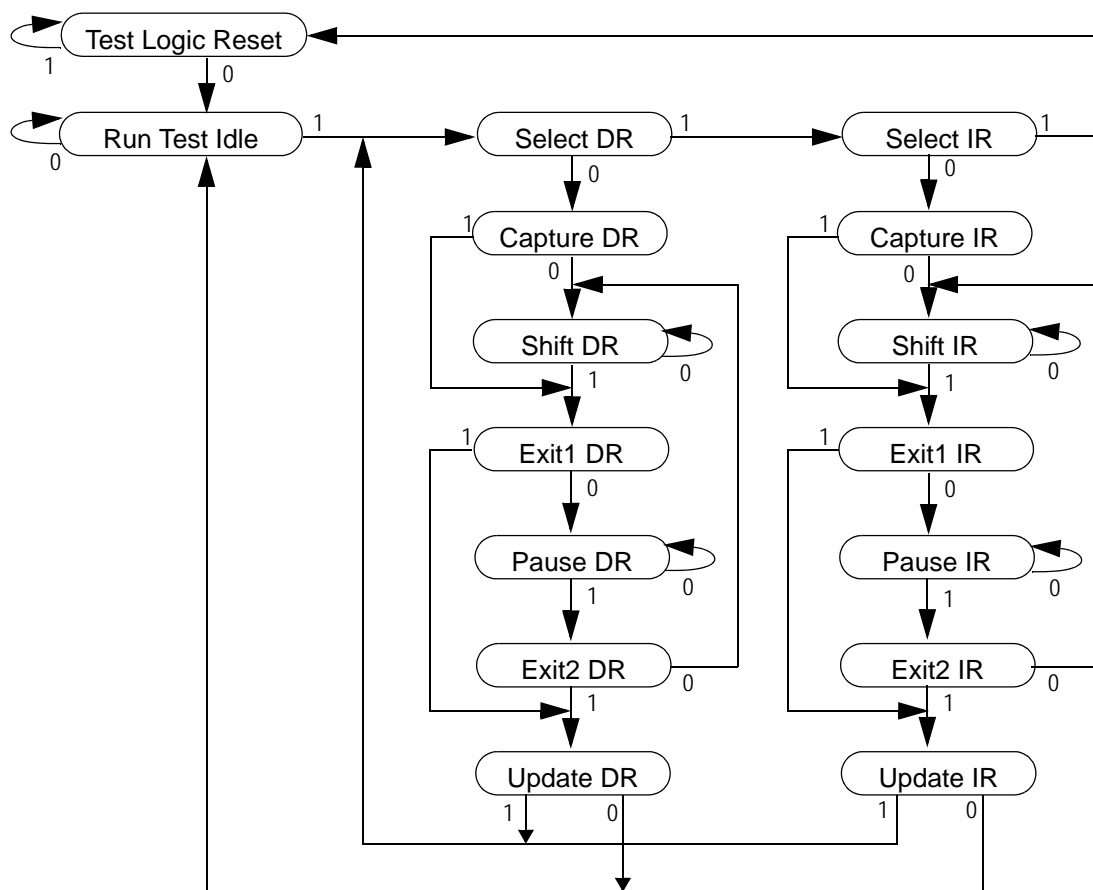 Test Logic Reset
1
0
Run Test Idle
1
Select DR
1
Select IR
1
0
0
0
1
Capture DR
1
Capture IR
0
0
Shift DR
Shift IR
1
0
1
0
1
Exit1 DR
1
Exit1 IR
0
0
Pause DR
Pause IR
1
0
1
0
Exit2 DR
Exit2 IR
0
0
1
1
Update DR
Update IR
1
0
1
0